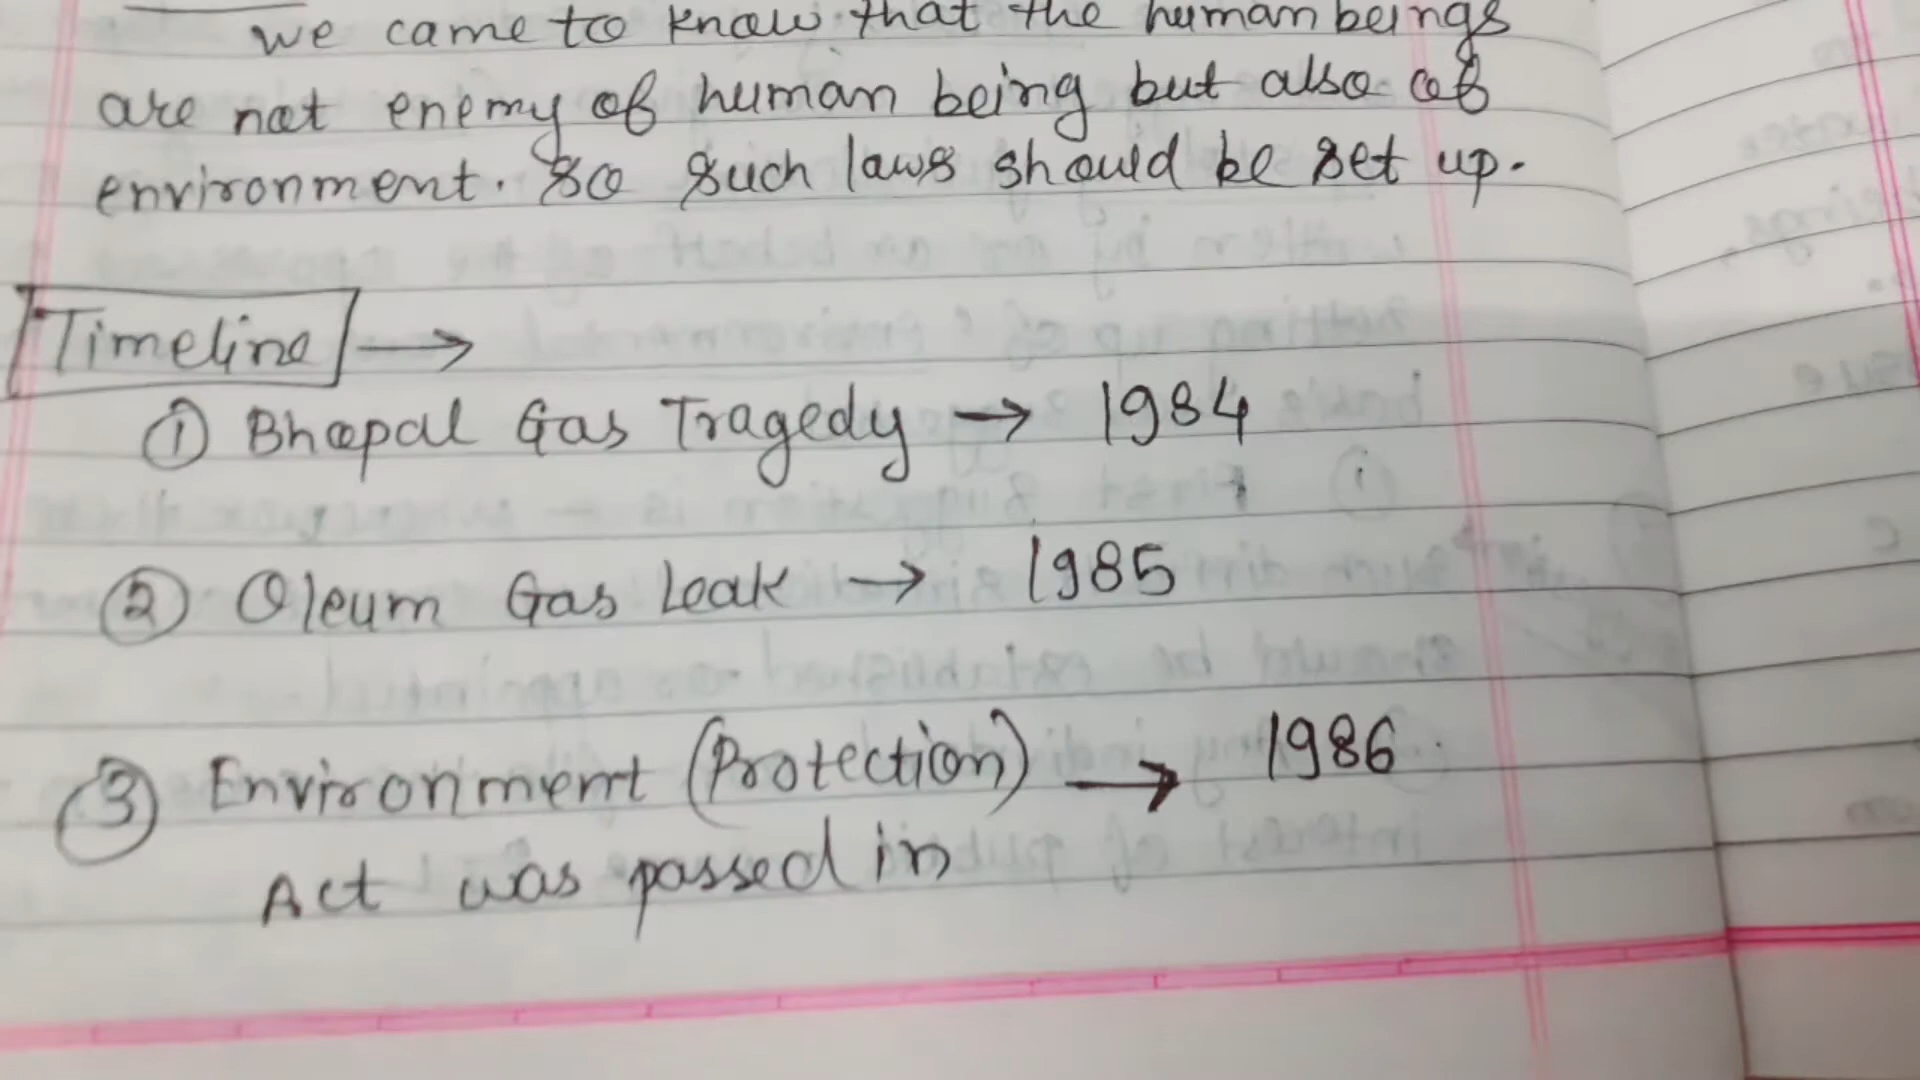 we came to know that the human beings
are not enemy of human being but also of
environment. So such laws should be set up.
Timeline →
① Bhopal Gas Tragedy → 1984
② Oleum Gas Leak → 1985
③ Environment (Protection) → 1986
Act was passed in